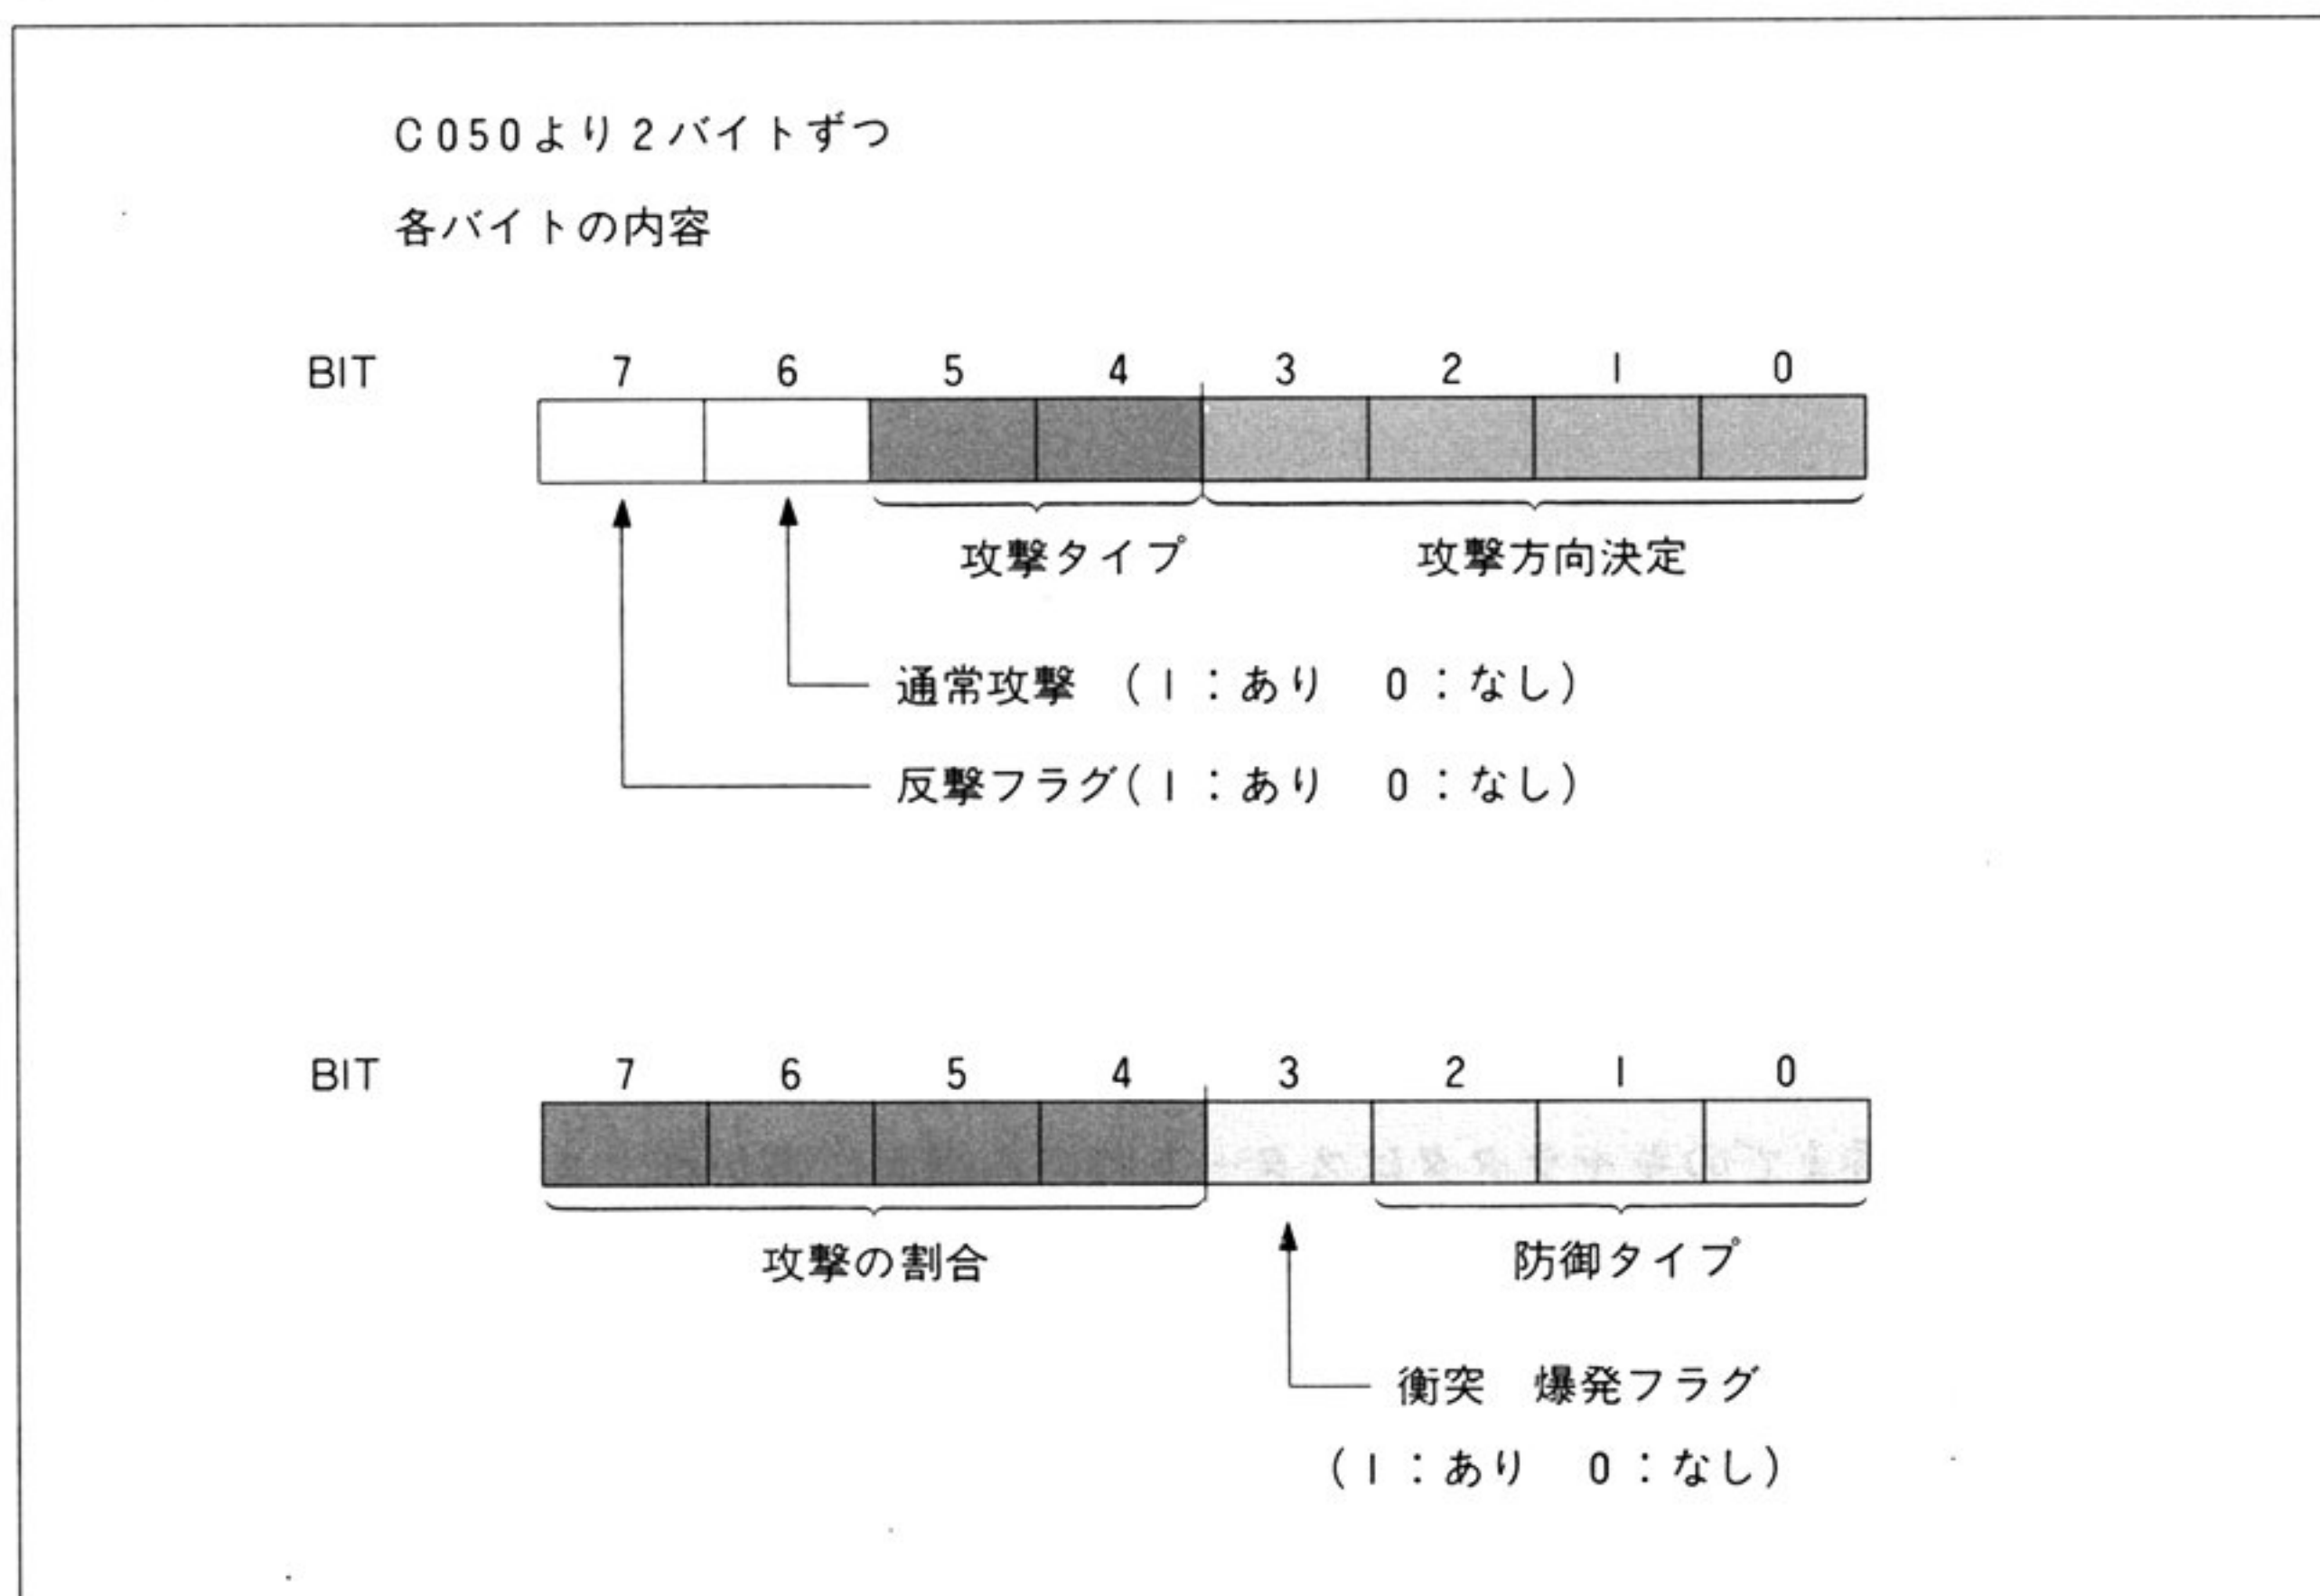 C050より2バイトずつ
各バイトの内容
BIT 7 6 5 4 3 2 1 0
攻撃タイプ 攻撃方向決定
通常攻撃 (1:あり 0:なし)
反撃フラグ(1:あり 0:なし)
BIT 7 6 5 4 3 2 1 0
攻撃の割合 防御タイプ
衝突 爆発フラグ
(1:あり 0:なし)